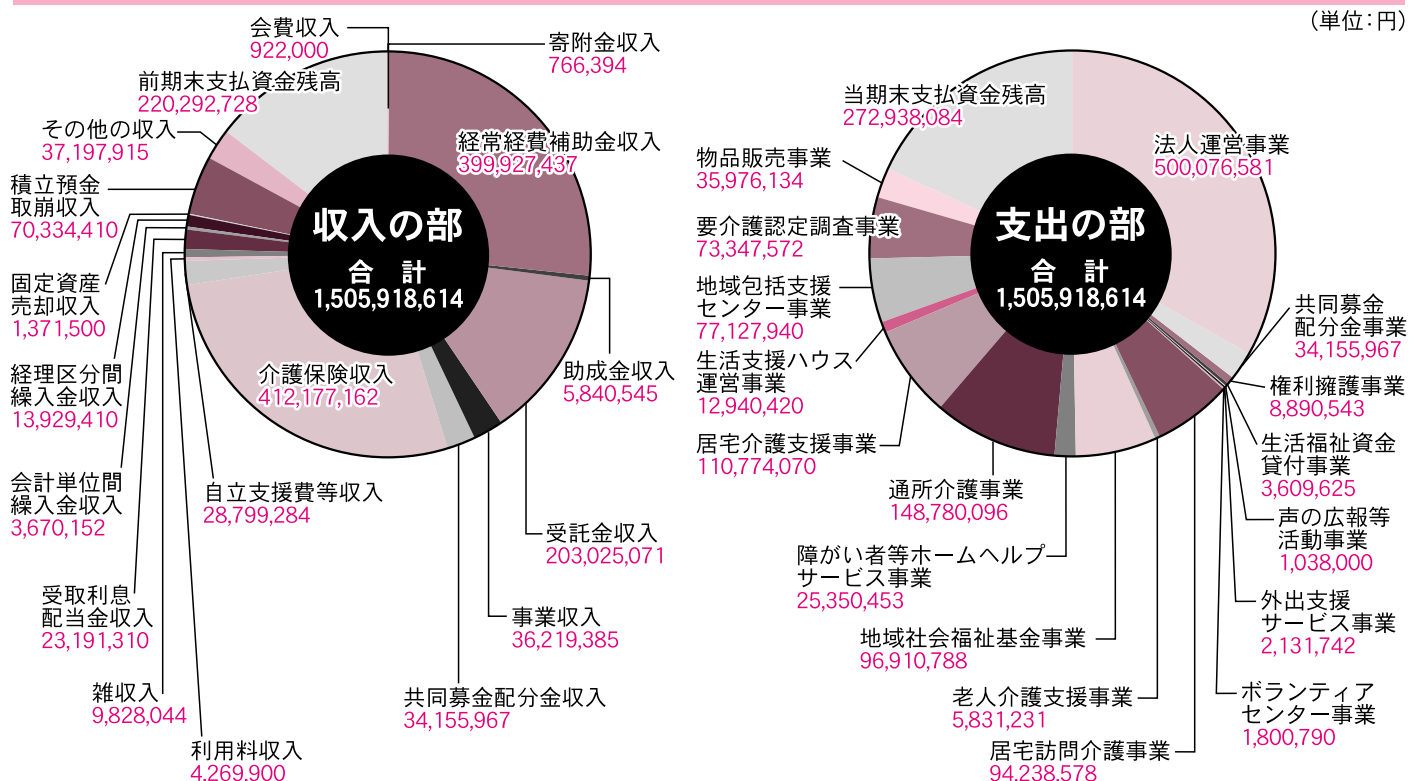 (単位:円)
会費収入
922,000
寄附金収入
766,394
前期末支払資金残高
220,292,728
その他の収入
37,197,915
経常経費補助金収入
399,927,437
積立預金
取崩収入
70,334,410
収入の部
合 計
1,505,918,614
固定資産
売却収入
1,371,500
助成金収入
5,840,545
経理区分間
繰入金収入
13,929,410
介護保険収入
412,177,162
会計単位間
繰入金収入
3,670,152
自立支援費等収入
28,799,284
受託金収入
203,025,071
受取利息
配当金収入
23,191,310
事業収入
36,219,385
雑収入
9,828,044
共同募金配分金収入
34,155,967
利用料収入
4,269,900
当期末支払資金残高
272,938,084
法人運営事業
500,076,581
物品販売事業
35,976,134
要介護認定調査事業
73,347,572
支出の部
合 計
1,505,918,614
地域包括支援
センター事業
77,127,940
共同募金
配分金事業
34,155,967
生活支援ハウス
運営事業
12,940,420
権利擁護事業
8,890,543
居宅介護支援事業
110,774,070
生活福祉資金
貸付事業
3,609,625
通所介護事業
148,780,096
声の広報等
活動事業
1,038,000
障がい者等ホームヘルプ
サービス事業
25,350,453
外出支援
サービス事業
2,131,742
地域社会福祉基金事業
96,910,788
老人介護支援事業
5,831,231
ボランティア
センター事業
1,800,790
居宅訪問介護事業
94,238,578